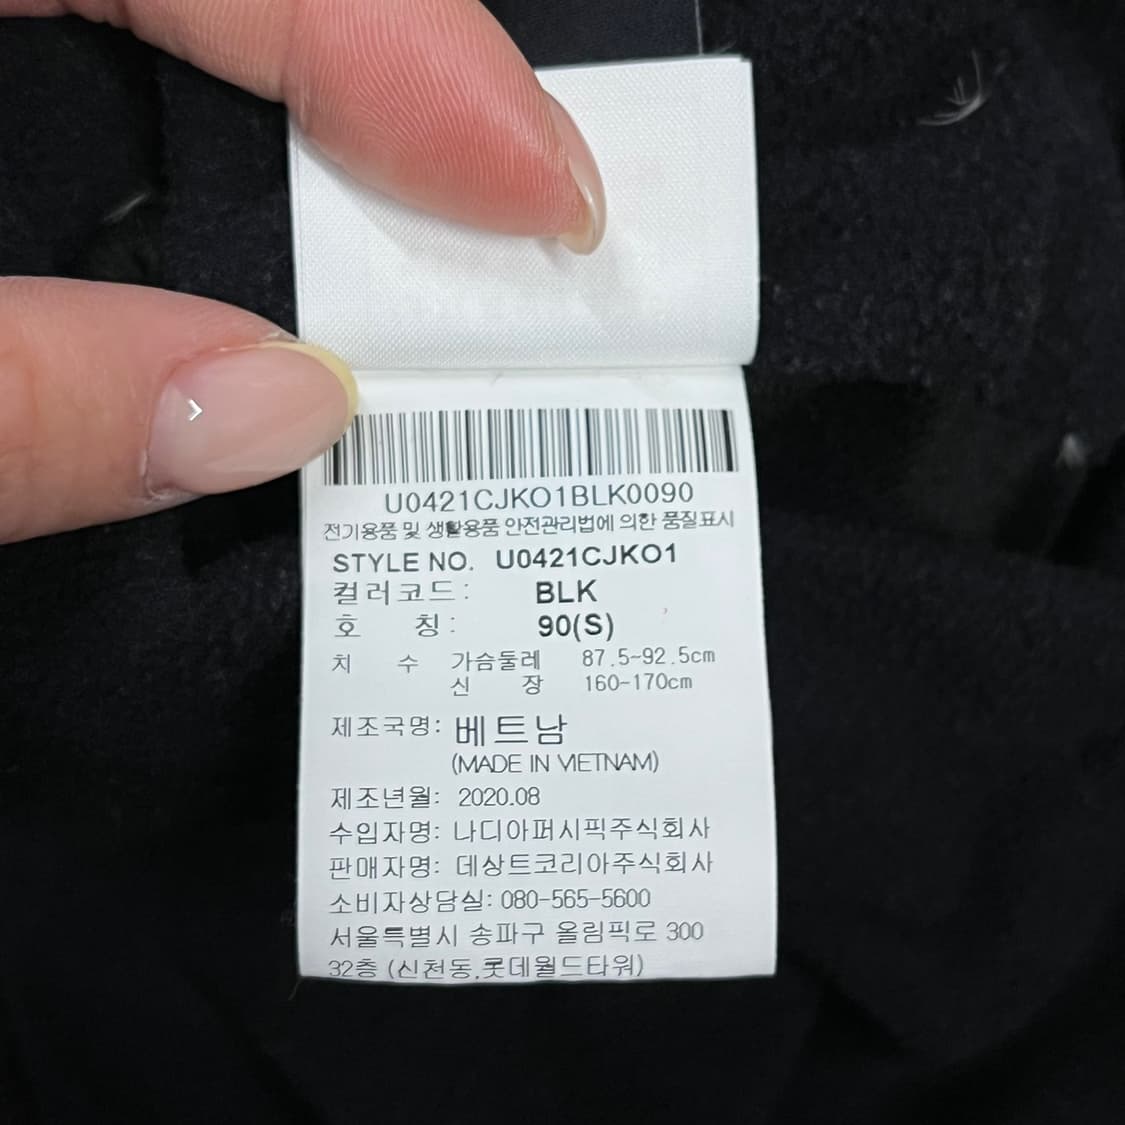 U0421CJKO1BLK0090
전기용품 및 생활용품 안전관리법에 의한 품질표시
STYLE NO. U0421CJKO1
컬러코드: BLK
호 칭: 90(S)
치 수 가슴둘레 87.5~92.5cm
신 장 160~170cm
제조국명: 베트남
(MADE IN VIETNAM)
제조년월: 2020.08
수입자명: 나디아퍼시픽주식회사
판매자명: 데상트코리아주식회사
소비자상담실: 080-565-5600
서울특별시 송파구 올림픽로 300
32층 (신천동,롯데월드타워)